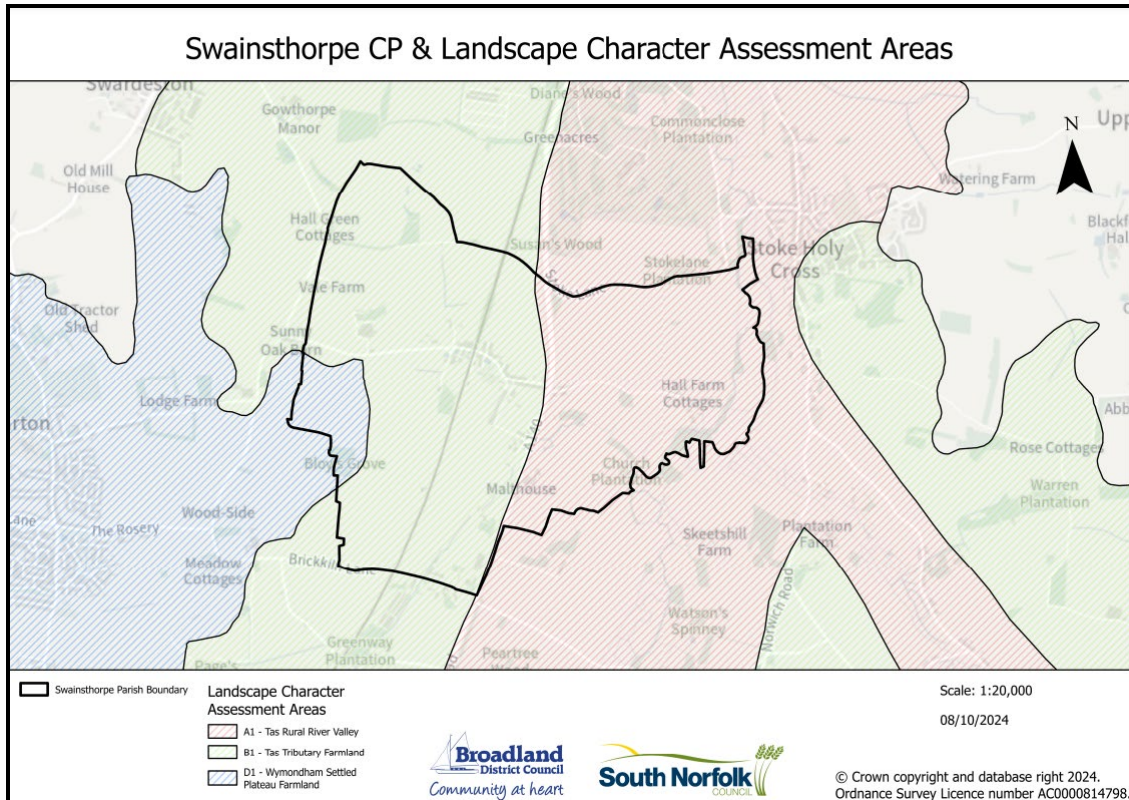 Swainsthorpe CP & Landscape Character Assessment Areas
Swardeston
Diane's Wood
Gowthorpe
Manor
Commonclose
Plantation
Greenacres
N
Upp
Old Mill
House
Watering Farm
Hall Green
Cottages
Susan's Wood
Stoke Holy
Cross
Stokelane
Plantation
Vale Farm
Old Tractor
Shed
Sunny
Oak Barn
Lodge Farm
Hall Farm
Cottages
rton
A140
Rose Cottages
Church
Plantation
Malthouse
Warren
Plantation
Wood-Side
The Rosery
Skeetshill
Farm
Plantation
Farm
Meadow
Cottages
Norwich Road
Watson's
Spinney
Greenway
Plantation
Page's
Peartree
Swainsthorpe Parish Boundary
Landscape Character
Assessment Areas
A1 - Tas Rural River Valley
B1 - Tas Tributary Farmland
D1 - Wymondham Settled
Plateau Farmland
Broadland
District Council
Community at heart
South Norfolk
COUNCIL
Scale: 1:20,000
08/10/2024
© Crown copyright and database right 2024.
Ordnance Survey Licence number AC0000814798.